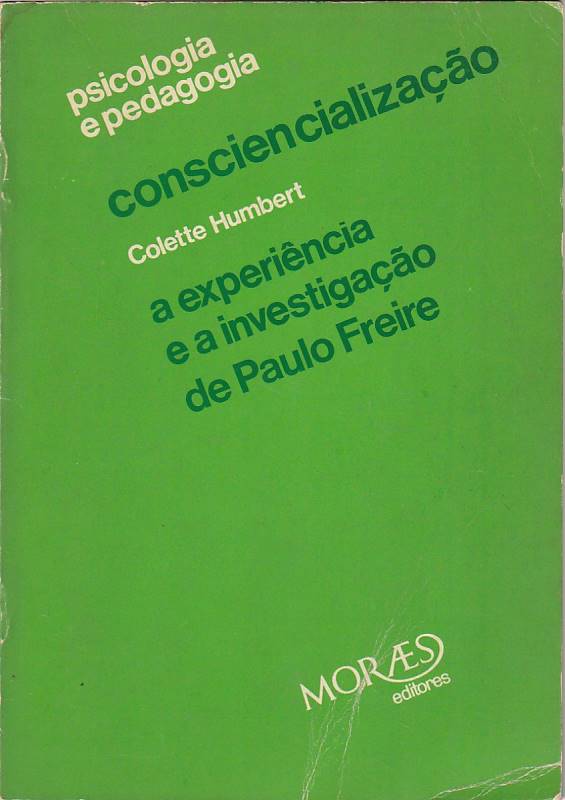 psicologia
e pedagogia
consciencialização
Colette Humbert
a experiência
e a investigação
de Paulo Freire
MORÆS
editores